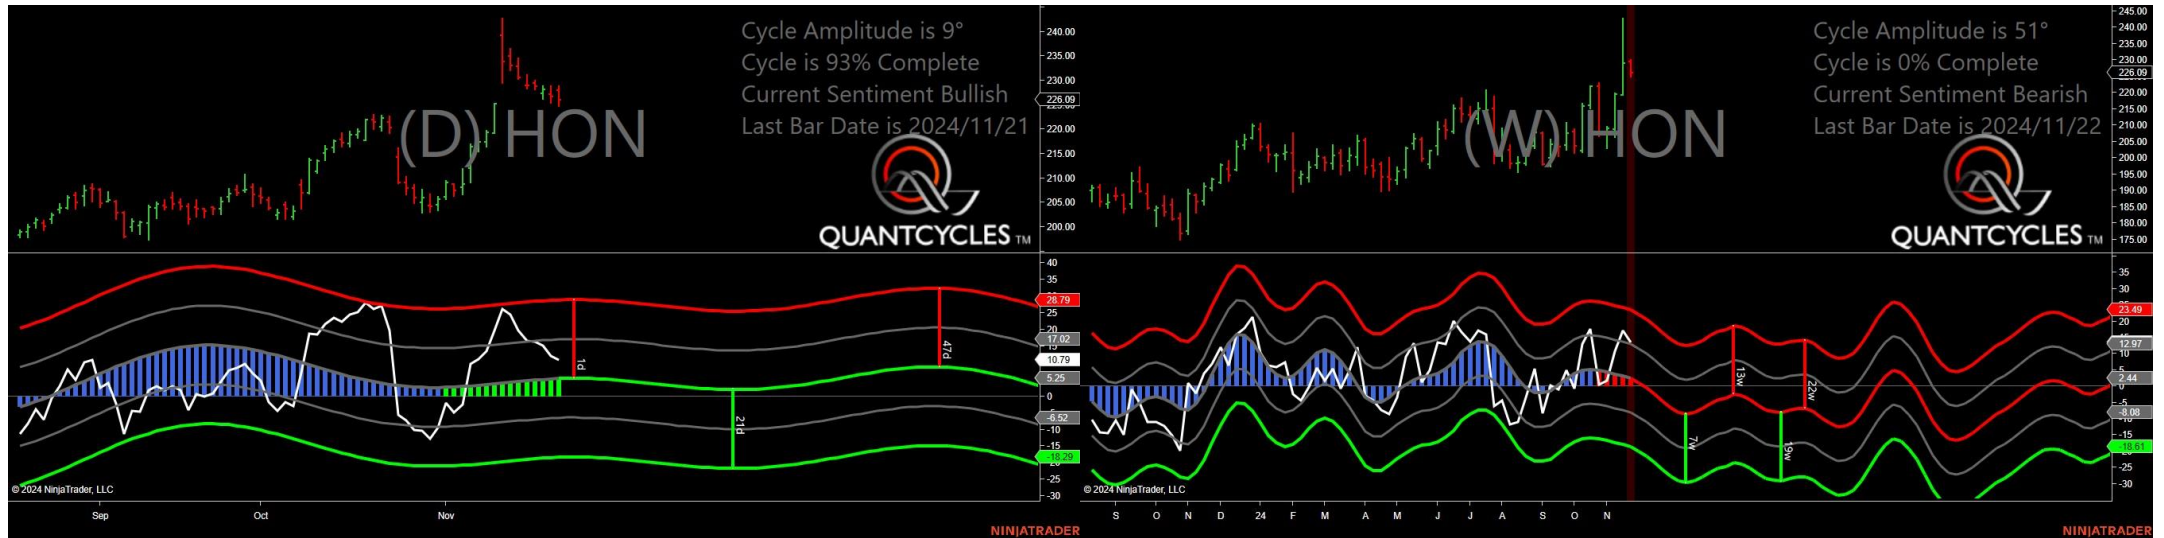 Cycle Amplitude is 9°
Cycle is 93% Complete
Current Sentiment Bullish
Last Bar Date is 2024/11/21
(D) HON
QUANTCYCLES TM
240.00
235.00
230.00
226.09
220.00
215.00
210.00
205.00
200.00
40
35
28.79
25
20
17.02
10.79
5.25
0
-6.52
-10
-15
-18.29
-25
-30
1d
21d
47d
© 2024 NinjaTrader, LLC
Sep Oct Nov
NINJATRADER
Cycle Amplitude is 51°
Cycle is 0% Complete
Current Sentiment Bearish
Last Bar Date is 2024/11/22
(W) HON
QUANTCYCLES TM
245.00
240.00
235.00
230.00
226.09
220.00
215.00
210.00
205.00
200.00
195.00
190.00
185.00
180.00
175.00
35
30
23.49
20
15
12.97
10
5
2.44
-5
-8.08
-15
-18.61
-25
-30
7w
13w
19w
22w
© 2024 NinjaTrader, LLC
S O N D 24 F M A M J J A S O N
NINJATRADER